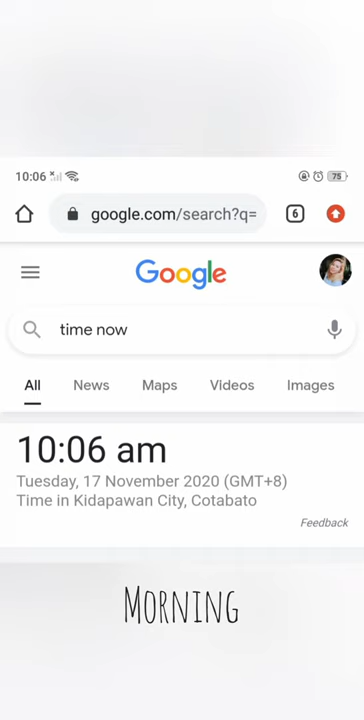 10:06
75
google.com/search?q=
6
Google
time now
All News Maps Videos Images
10:06 am
Tuesday, 17 November 2020 (GMT+8)
Time in Kidapawan City, Cotabato
Feedback
MORNING